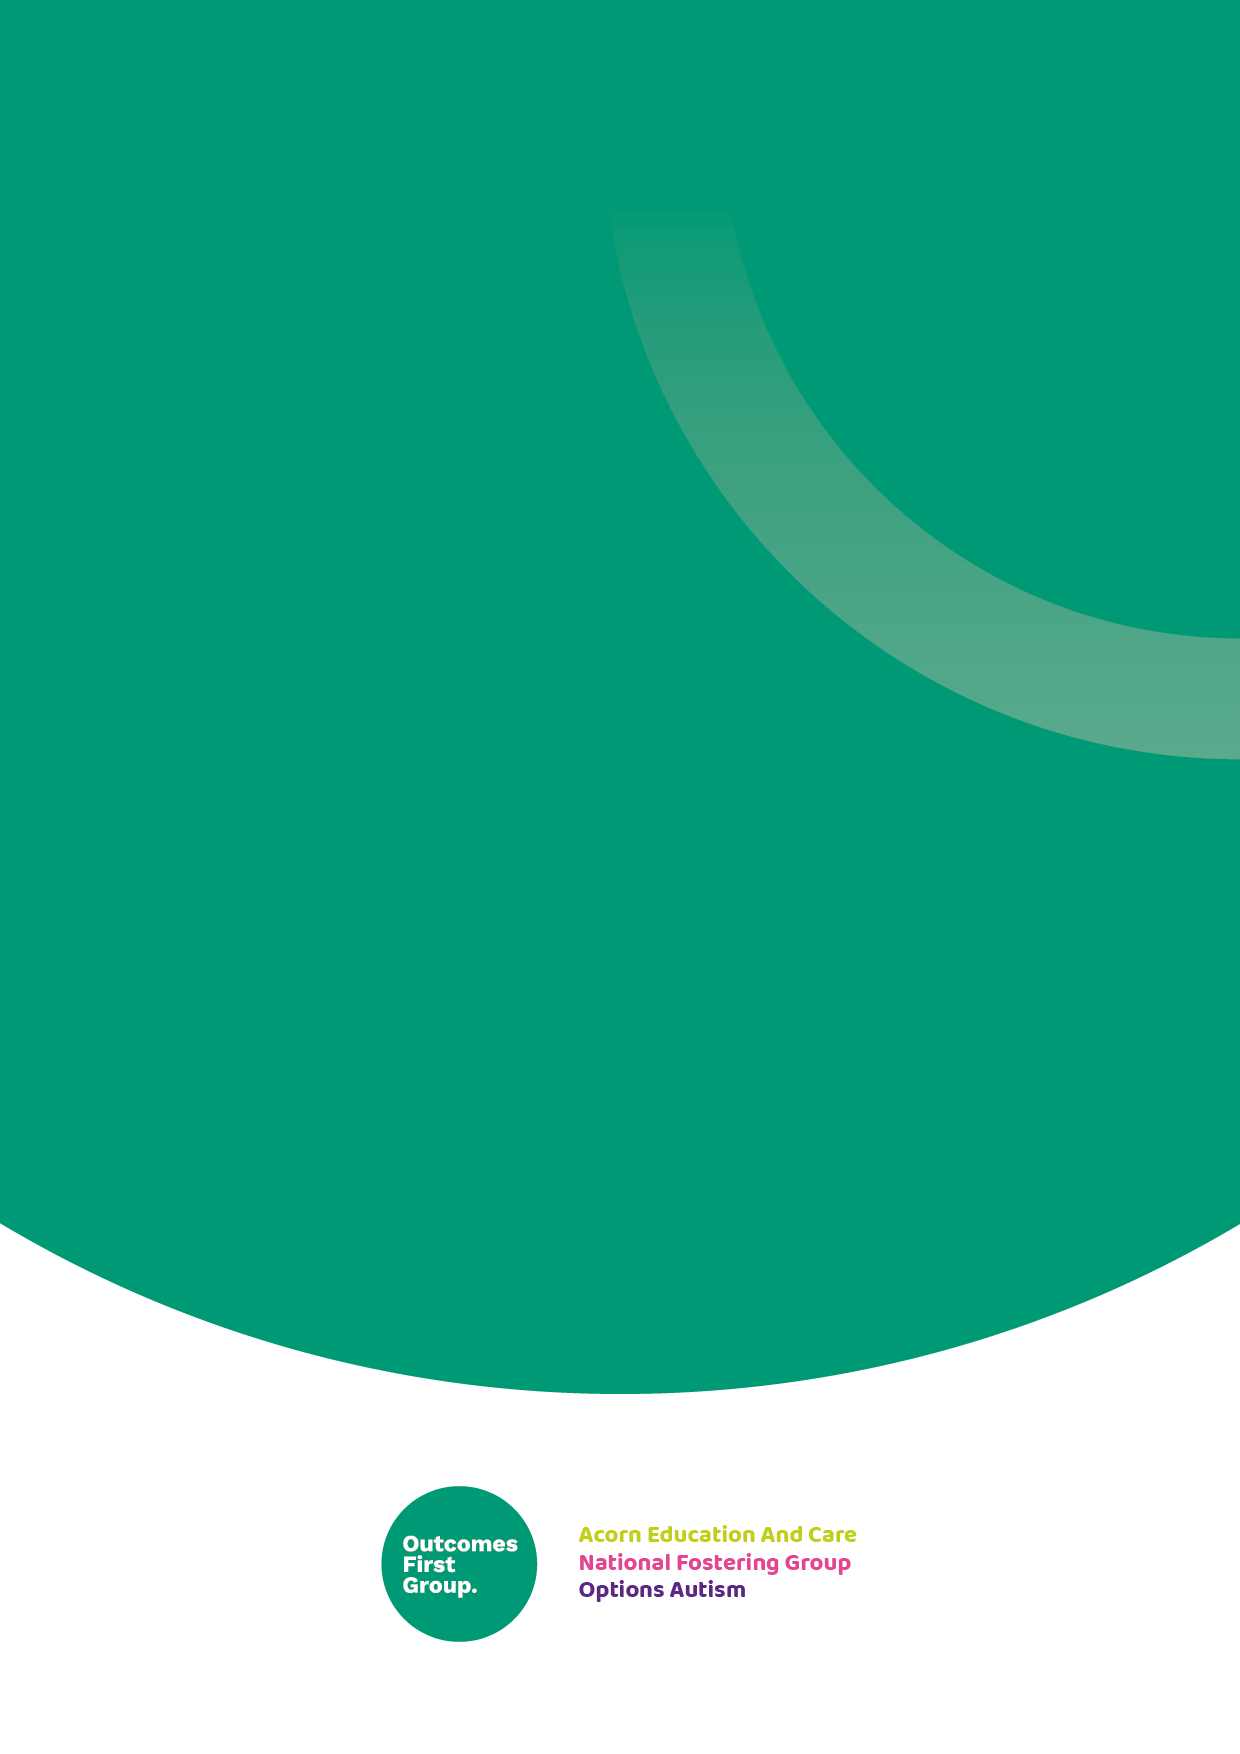 Outcomes
First
Group.
Acorn Education And Care
National Fostering Group
Options Autism